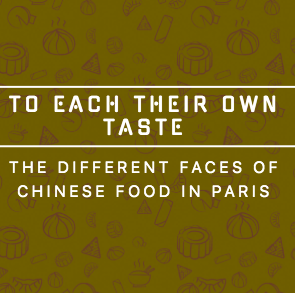 TO EACH THEIR OWN
TASTE
THE DIFFERENT FACES OF
CHINESE FOOD IN PARIS